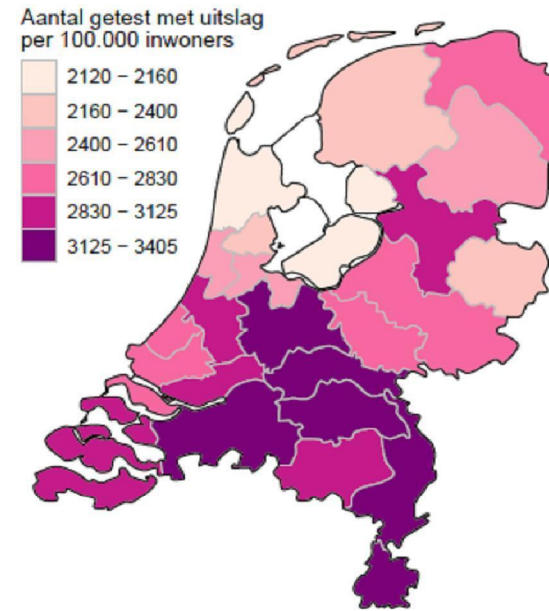 Aantal getest met uitslag
per 100.000 inwoners
2120 – 2160
2160 – 2400
2400 – 2610
2610 – 2830
2830 – 3125
3125 – 3405